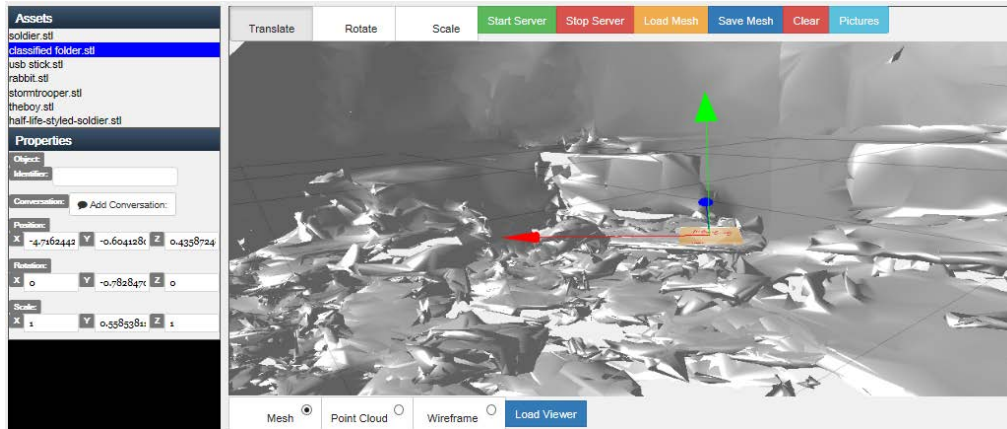 Assets
soldier.stl
classified folder.stl
usb stick.stl
rabbit.stl
stormtrooper.stl
theboy.stl
half-life-styled-soldier.stl
Properties
Object:
Identifier:
Conversation: Add Conversation:
Position:
X -4.7162442 Y -0.604128 Z 0.4358724
Rotation:
X 0 Y -0.782847 Z 0
Scale:
X 1 Y 0.5585381 Z 1
Translate Rotate Scale Start Server Stop Server Load Mesh Save Mesh Clear Pictures
Mesh Point Cloud Wireframe Load Viewer